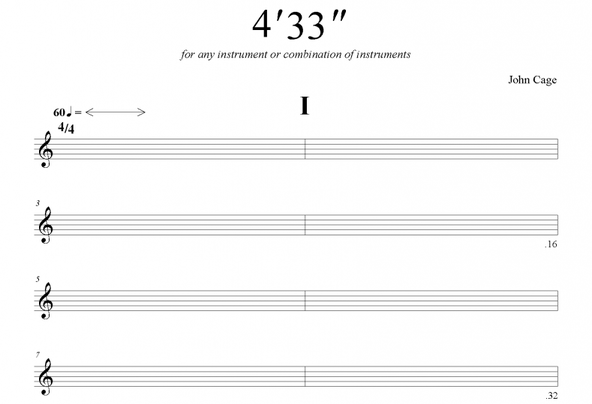 4′33″
for any instrument or combination of instruments
John Cage
I
60♩ =
4/4
3
.16
5
7
.32